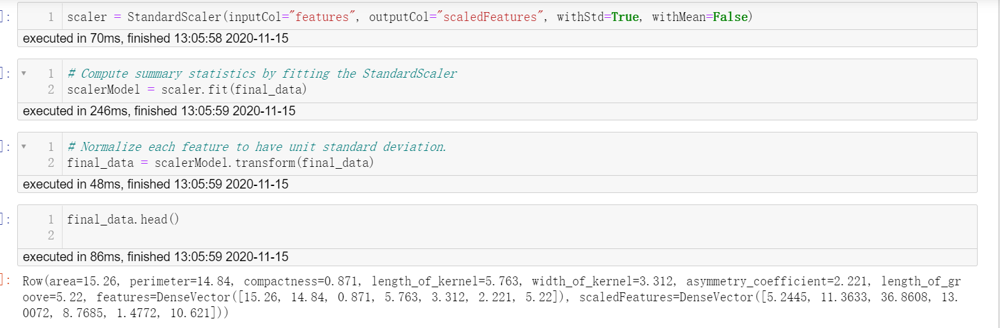 ]:
1 scaler = StandardScaler(inputCol="features", outputCol="scaledFeatures", withStd=True, withMean=False)
executed in 70ms, finished 13:05:58 2020-11-15
]:
1 # Compute summary statistics by fitting the StandardScaler
2 scalerModel = scaler.fit(final_data)
executed in 246ms, finished 13:05:59 2020-11-15
]:
1 # Normalize each feature to have unit standard deviation.
2 final_data = scalerModel.transform(final_data)
executed in 48ms, finished 13:05:59 2020-11-15
]:
1 final_data.head()
2
executed in 86ms, finished 13:05:59 2020-11-15
]:
Row(area=15.26, perimeter=14.84, compactness=0.871, length_of_kernel=5.763, width_of_kernel=3.312, asymmetry_coefficient=2.221, length_of_gr
oove=5.22, features=DenseVector([15.26, 14.84, 0.871, 5.763, 3.312, 2.221, 5.22]), scaledFeatures=DenseVector([5.2445, 11.3633, 36.8608, 13.
0072, 8.7685, 1.4772, 10.621]))